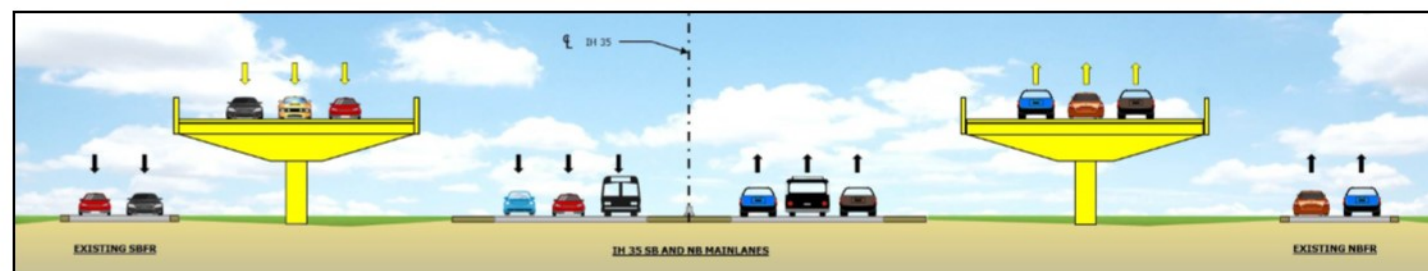 ℄ IH 35
EXISTING SBFR
IH 35 SB AND NB MAINLANES
EXISTING NBFR